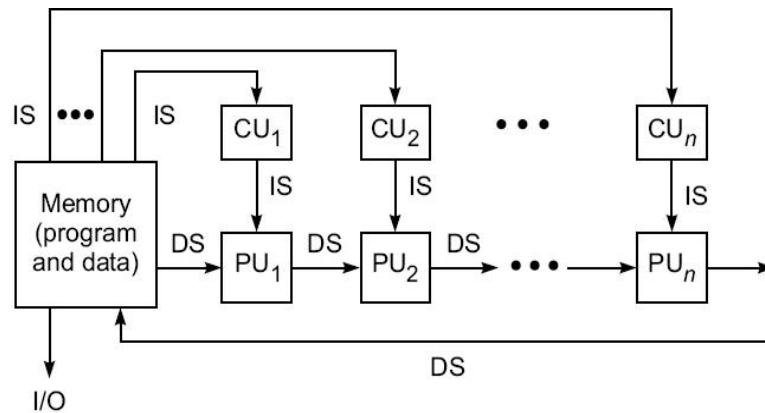 IS
IS
CU1
CU2
CUn
IS
IS
IS
Memory
(program
and data)
DS
PU1
DS
PU2
DS
PUn
DS
I/O